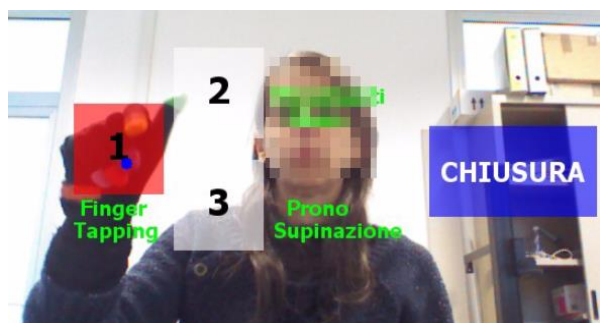 2
1
CHIUSURA
3
Finger
Tapping
Prono
Supinazione